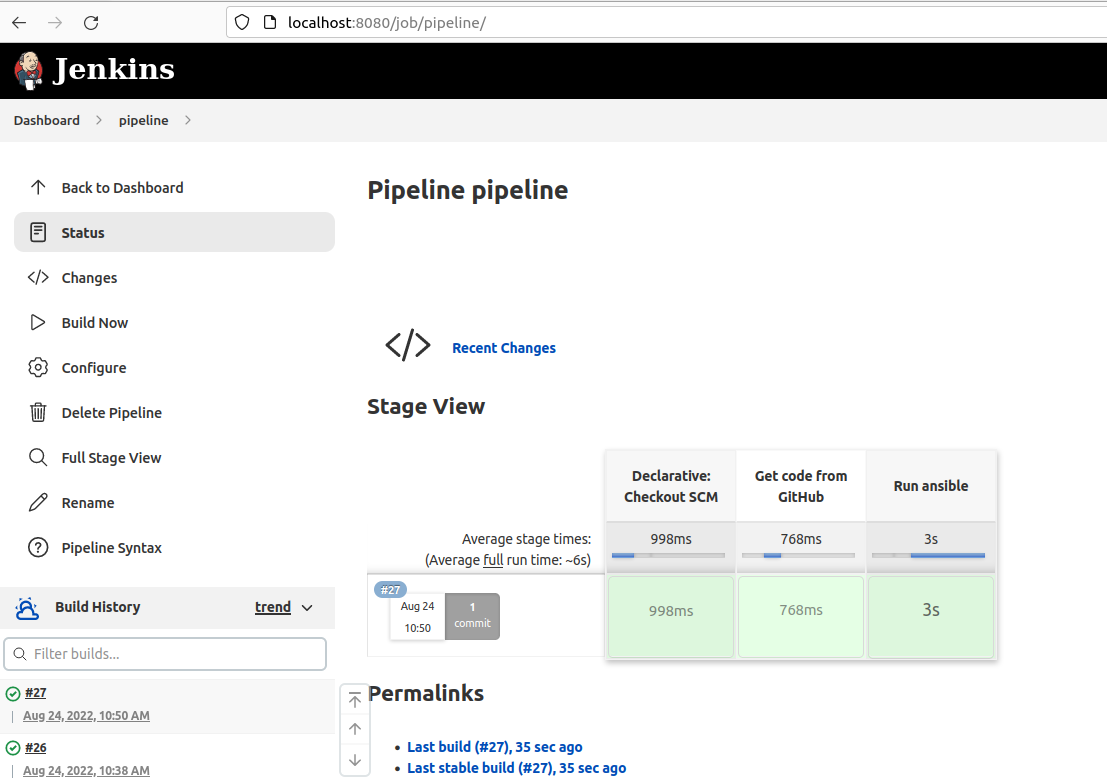 localhost:8080/job/pipeline/
Jenkins
Dashboard
pipeline
Back to Dashboard
Status
Changes
Build Now
Configure
Delete Pipeline
Full Stage View
Rename
Pipeline Syntax
Build History
trend
Filter builds...
#27
Aug 24, 2022, 10:50 AM
#26
Aug 24, 2022, 10:38 AM
Pipeline pipeline
Recent Changes
Stage View
Declarative:
Checkout SCM
Get code from
GitHub
Run ansible
Average stage times:
(Average full run time: ~6s)
998ms
768ms
3s
#27
Aug 24
10:50
1
commit
998ms
768ms
3s
Permalinks
Last build (#27), 35 sec ago
Last stable build (#27), 35 sec ago